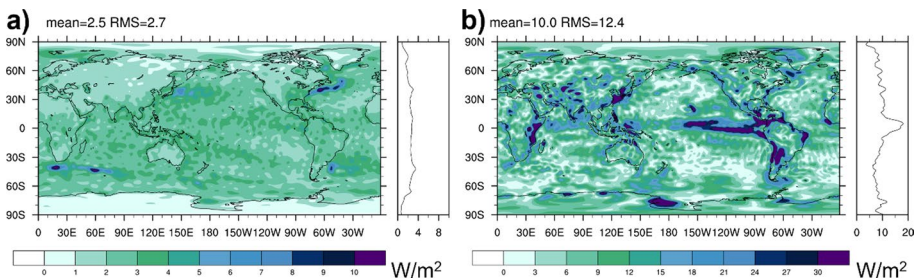 a) mean=2.5 RMS=2.7
90N
60N
30N
0
30S
60S
90S
0 30E 60E 90E 120E 150E 180 150W 120W 90W 60W 30W
0 4 8
0 1 2 3 4 5 6 7 8 9 10
W/m²
b) mean=10.0 RMS=12.4
90N
60N
30N
0
30S
60S
90S
0 30E 60E 90E 120E 150E 180 150W 120W 90W 60W 30W
0 10 20
0 3 6 9 12 15 18 21 24 27 30
W/m²